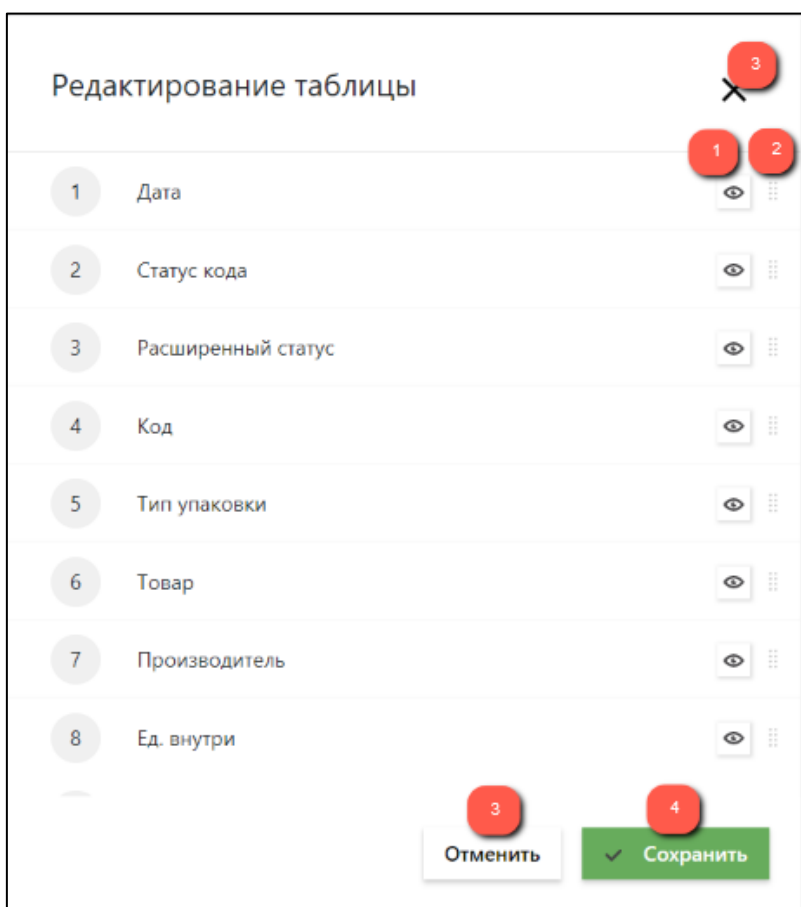 3
Редактирование таблицы
1 2
1 Дата
2 Статус кода
3 Расширенный статус
4 Код
5 Тип упаковки
6 Товар
7 Производитель
8 Ед. внутри
3 4
Отменить Сохранить